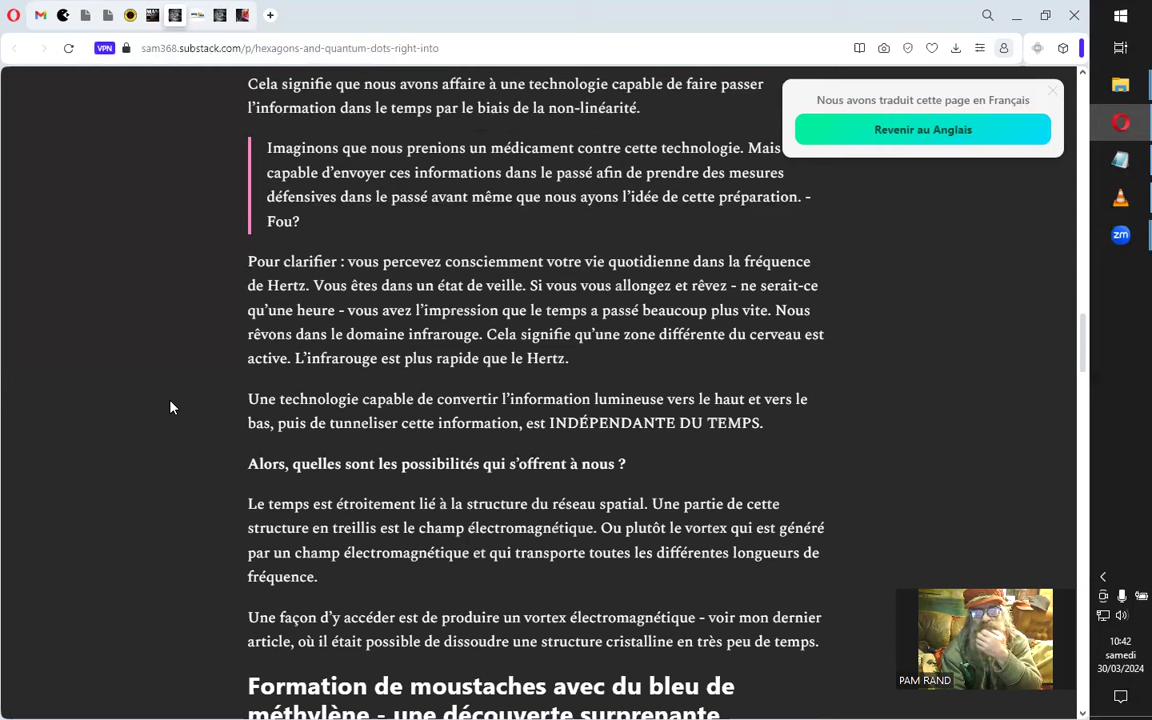 VPN
sam368.substack.com/p/hexagons-and-quantum-dots-right-into
Cela signifie que nous avons affaire à une technologie capable de faire passer
l'information dans le temps par le biais de la non-linéarité.
Nous avons traduit cette page en Français
Revenir au Anglais
Imaginons que nous prenions un médicament contre cette technologie. Mais
capable d'envoyer ces informations dans le passé afin de prendre des mesures
défensives dans le passé avant même que nous ayons l'idée de cette préparation. -
Fou?
Pour clarifier : vous percevez consciemment votre vie quotidienne dans la fréquence
de Hertz. Vous êtes dans un état de veille. Si vous vous allongez et rêvez - ne serait-ce
qu'une heure - vous avez l'impression que le temps a passé beaucoup plus vite. Nous
rêvons dans le domaine infrarouge. Cela signifie qu'une zone différente du cerveau est
active. L'infrarouge est plus rapide que le Hertz.
Une technologie capable de convertir l'information lumineuse vers le haut et vers le
bas, puis de tunneliser cette information, est INDÉPENDANTE DU TEMPS.
Alors, quelles sont les possibilités qui s'offrent à nous ?
Le temps est étroitement lié à la structure du réseau spatial. Une partie de cette
structure en treillis est le champ électromagnétique. Ou plutôt le vortex qui est généré
par un champ électromagnétique et qui transporte toutes les différentes longueurs de
fréquence.
Une façon d'y accéder est de produire un vortex électromagnétique - voir mon dernier
article, où il était possible de dissoudre une structure cristalline en très peu de temps.
Formation de moustaches avec du bleu de
méthylène - une découverte surprenante
PAM RAND
zm
10:42
samedi
30/03/2024